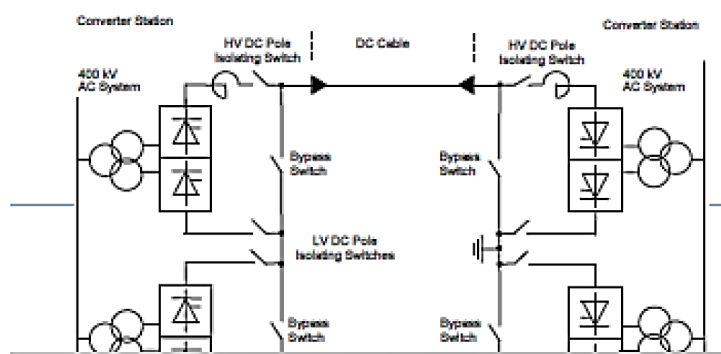 Converter Station
Converter Station
HV DC Pole
Isolating Switch
DC Cable
HV DC Pole
Isolating Switch
400 kV
AC System
400 kV
AC System
Bypass
Switch
Bypass
Switch
LV DC Pole
Isolating Switches
Bypass
Switch
Bypass
Switch